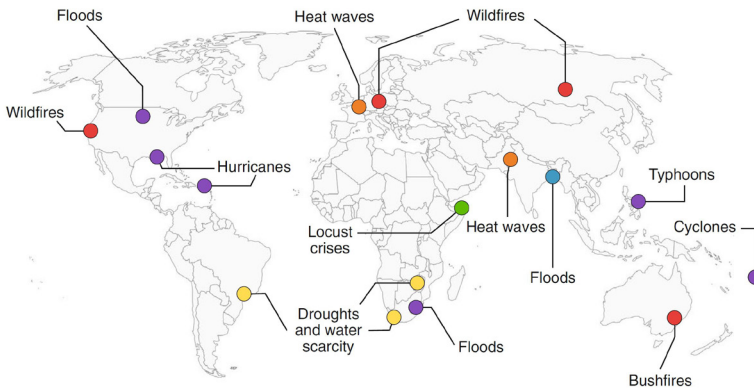 Floods
Heat waves
Wildfires
Wildfires
Hurricanes
Typhoons
Cyclones
Locust
crises
Heat waves
Floods
Droughts
and water
scarcity
Floods
Bushfires